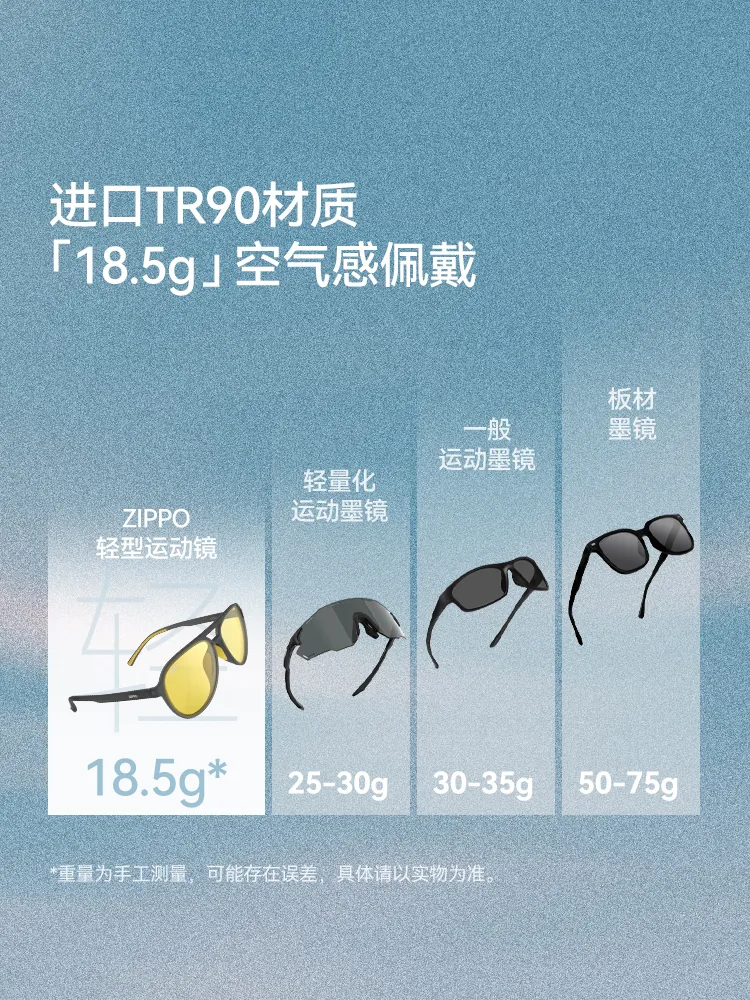 进口TR90材质
「18.5g」空气感佩戴
板材
墨镜
一般
运动墨镜
轻量化
运动墨镜
ZIPPO
轻型运动镜
轻
18.5g*
25-30g
30-35g
50-75g
*重量为手工测量，可能存在误差，具体请以实物为准。